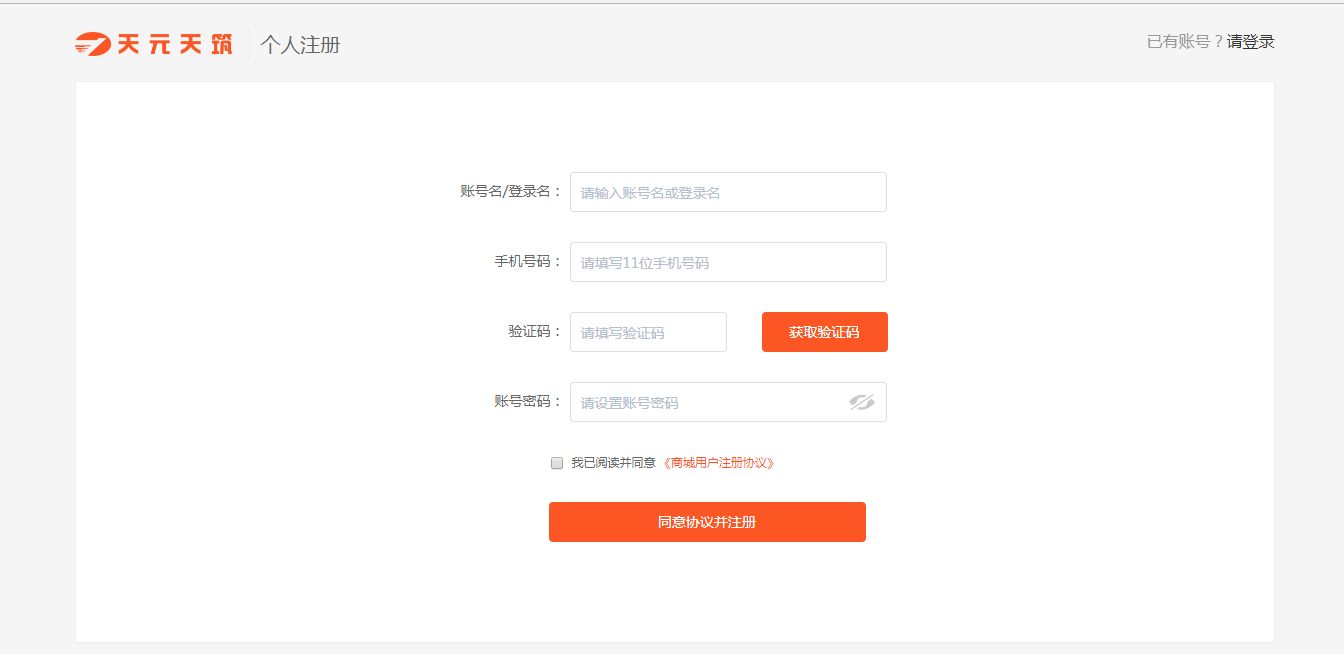 天元天筑 个人注册 已有账号？请登录
账号名/登录名： 请输入账号名或登录名
手机号码： 请填写11位手机号码
验证码： 请填写验证码 获取验证码
账号密码： 请设置账号密码
我已阅读并同意《商城用户注册协议》
同意协议并注册